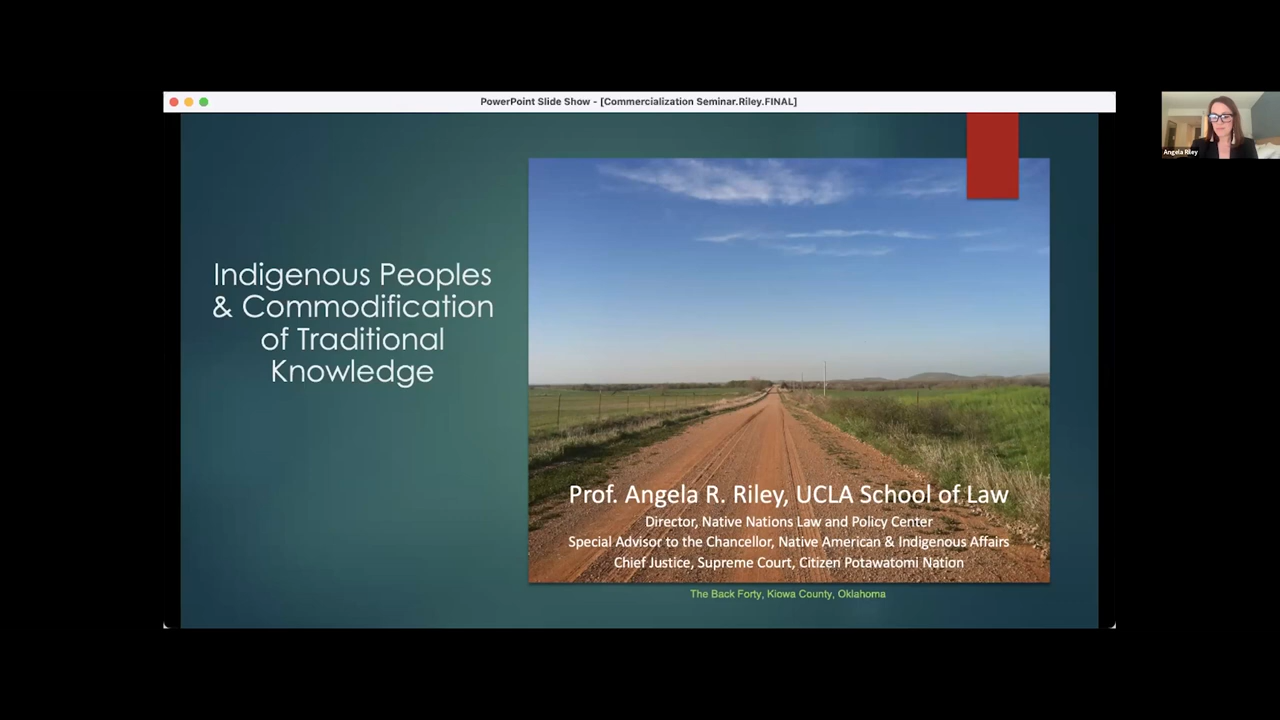 PowerPoint Slide Show - [Commercialization Seminar.Riley.FINAL]
Angela Riley
Indigenous Peoples
& Commodification
of Traditional
Knowledge
Prof. Angela R. Riley, UCLA School of Law
Director, Native Nations Law and Policy Center
Special Advisor to the Chancellor, Native American & Indigenous Affairs
Chief Justice, Supreme Court, Citizen Potawatomi Nation
The Back Forty, Kiowa County, Oklahoma